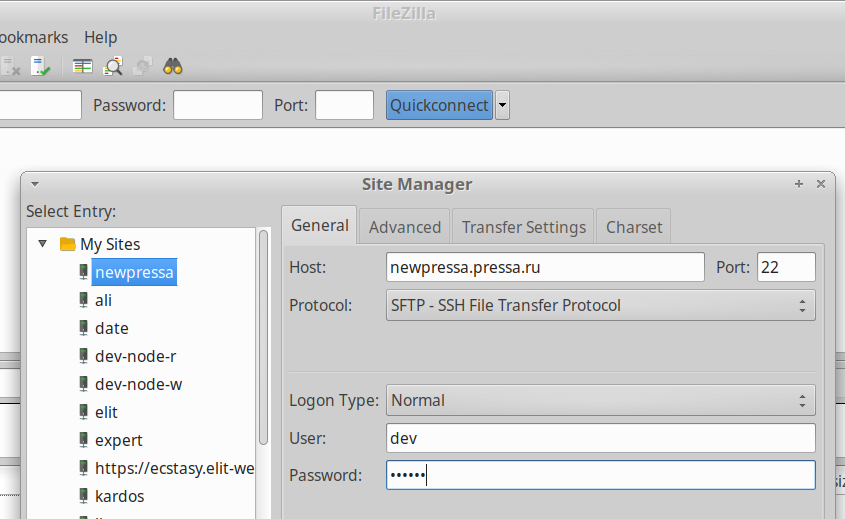 FileZilla
ookmarks Help
Password: Port: Quickconnect
Site Manager
Select Entry:
General Advanced Transfer Settings Charset
My Sites
Host: newpressa.pressa.ru Port: 22
newpressa
ali
Protocol: SFTP - SSH File Transfer Protocol
date
dev-node-r
dev-node-w
elit
Logon Type: Normal
expert
User: dev
https://ecstasy.elit-we
Password: ••••••
kardos